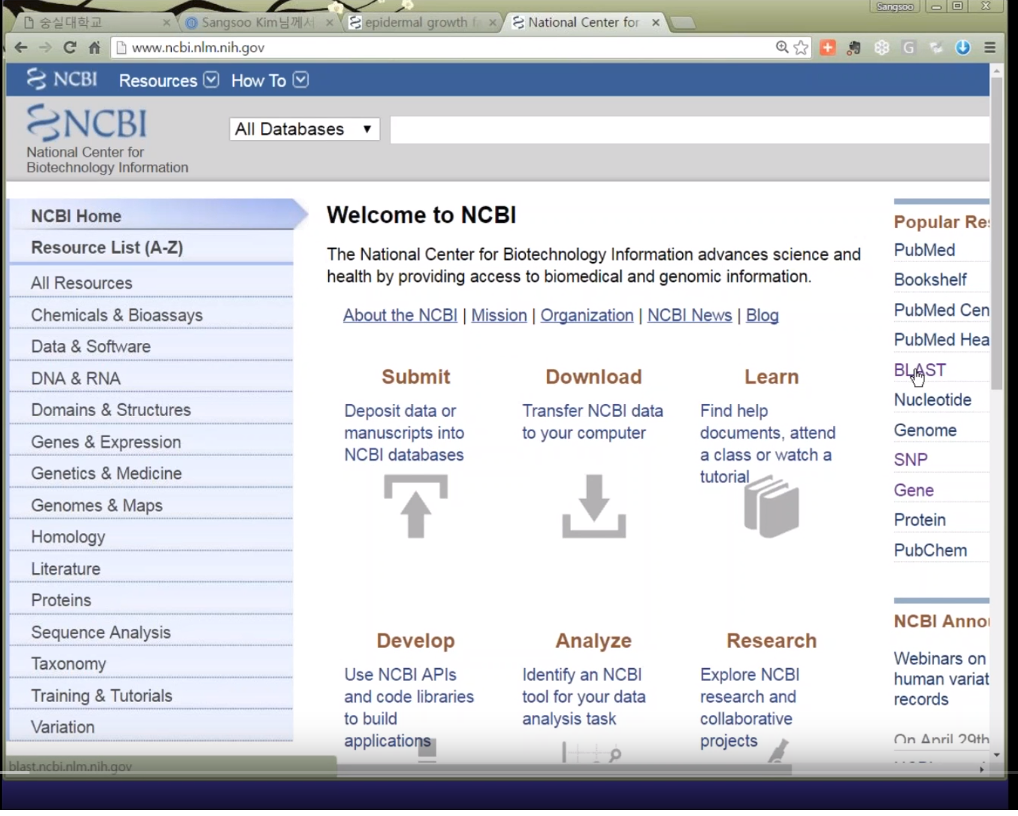 Sangsoo
숭실대학교
Sangsoo Kim님께서
epidermal growth f
National Center for
www.ncbi.nlm.nih.gov
NCBI Resources How To
NCBI
National Center for
Biotechnology Information
All Databases
NCBI Home
Resource List (A-Z)
All Resources
Chemicals & Bioassays
Data & Software
DNA & RNA
Domains & Structures
Genes & Expression
Genetics & Medicine
Genomes & Maps
Homology
Literature
Proteins
Sequence Analysis
Taxonomy
Training & Tutorials
Variation
Welcome to NCBI
The National Center for Biotechnology Information advances science and
health by providing access to biomedical and genomic information.
About the NCBI | Mission | Organization | NCBI News | Blog
Submit
Deposit data or
manuscripts into
NCBI databases
Download
Transfer NCBI data
to your computer
Learn
Find help
documents, attend
a class or watch a
tutorial
Develop
Use NCBI APIs
and code libraries
to build
applications
Analyze
Identify an NCBI
tool for your data
analysis task
Research
Explore NCBI
research and
collaborative
projects
Popular Re
PubMed
Bookshelf
PubMed Cen
PubMed Hea
BLAST
Nucleotide
Genome
SNP
Gene
Protein
PubChem
NCBI Anno
Webinars on
human variat
records
On April 29th
blast.ncbi.nlm.nih.gov